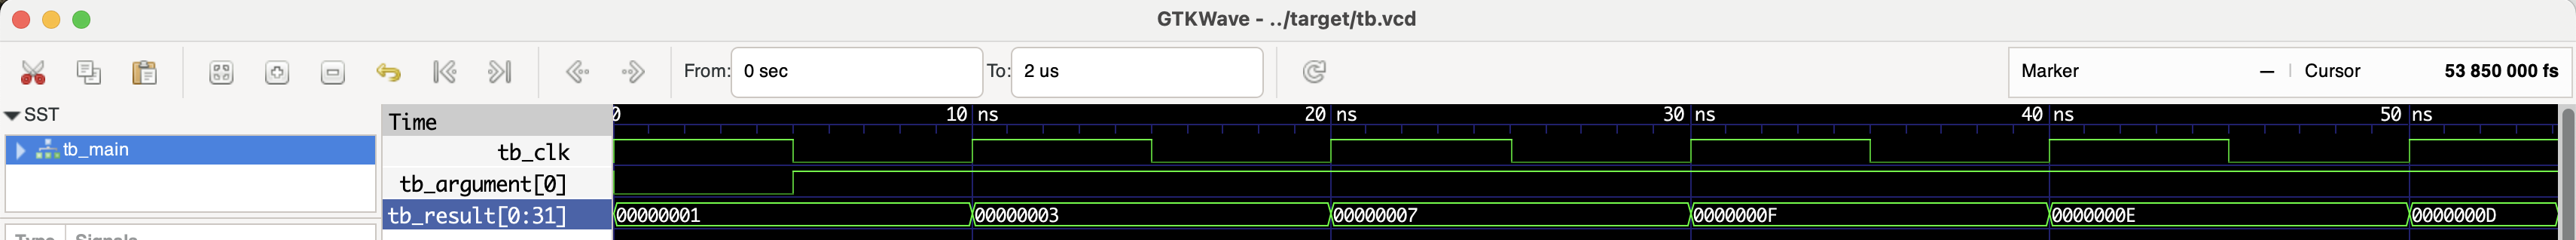 GTKWave - ../target/tb.vcd
From: 0 sec To: 2 us Marker — | Cursor 53 850 000 fs
SST
tb_main
Time 0 10 ns 20 ns 30 ns 40 ns 50 ns
tb_clk
tb_argument[0]
tb_result[0:31] 00000001 00000003 00000007 0000000F 0000000E 0000000D
Type Signals